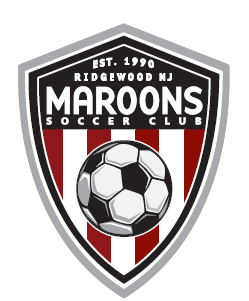 EST. 1990
RIDGEWOOD NJ
MAROONS
SOCCER CLUB